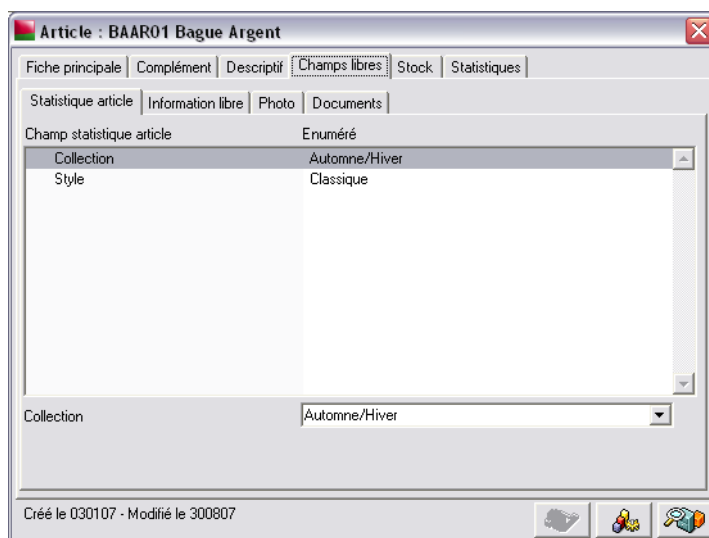 Article : BAAR01 Bague Argent
Fiche principale Complément Descriptif Champs libres Stock Statistiques
Statistique article Information libre Photo Documents
Champ statistique article Enuméré
Collection Automne/Hiver
Style Classique
Collection Automne/Hiver
Créé le 030107 - Modifié le 300807